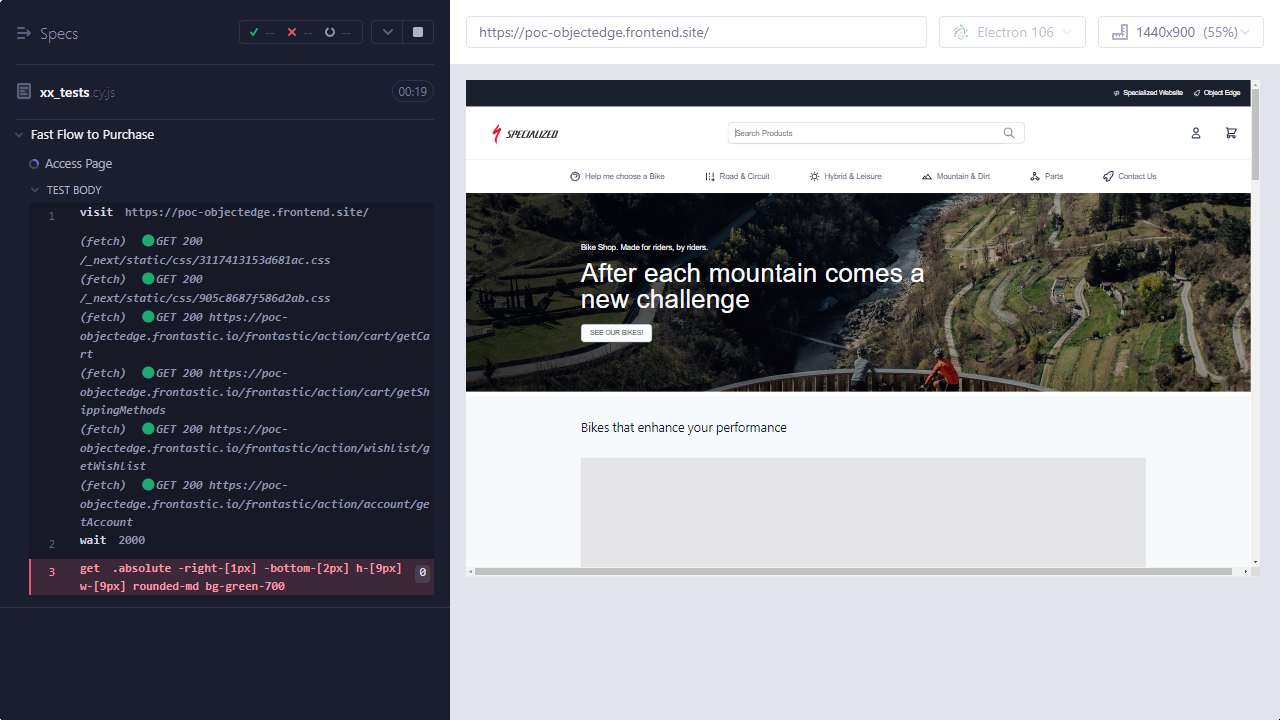 Specs
--
--
--
https://poc-objectedge.frontend.site/
Electron 106
1440x900 (55%)
xx_tests.cy.js
00:19
Fast Flow to Purchase
Access Page
TEST BODY
1 visit https://poc-objectedge.frontend.site/
(fetch) GET 200
/_next/static/css/3117413153d681ac.css
(fetch) GET 200
/_next/static/css/905c8687f586d2ab.css
(fetch) GET 200 https://poc-
objectedge.frontastic.io/frontastic/action/cart/getCa
rt
(fetch) GET 200 https://poc-
objectedge.frontastic.io/frontastic/action/cart/getSh
ippingMethods
(fetch) GET 200 https://poc-
objectedge.frontastic.io/frontastic/action/wishlist/g
etWishlist
(fetch) GET 200 https://poc-
objectedge.frontastic.io/frontastic/action/account/ge
tAccount
2 wait 2000
3 get .absolute -right-[1px] -bottom-[2px] h-[9px]
w-[9px] rounded-md bg-green-700
0
Specialized Website
Object Edge
SPECIALIZED
Search Products
Help me choose a Bike
Road & Circuit
Hybrid & Leisure
Mountain & Dirt
Parts
Contact Us
Bike Shop. Made for riders, by riders.
After each mountain comes a
new challenge
SEE OUR BIKES!
Bikes that enhance your performance